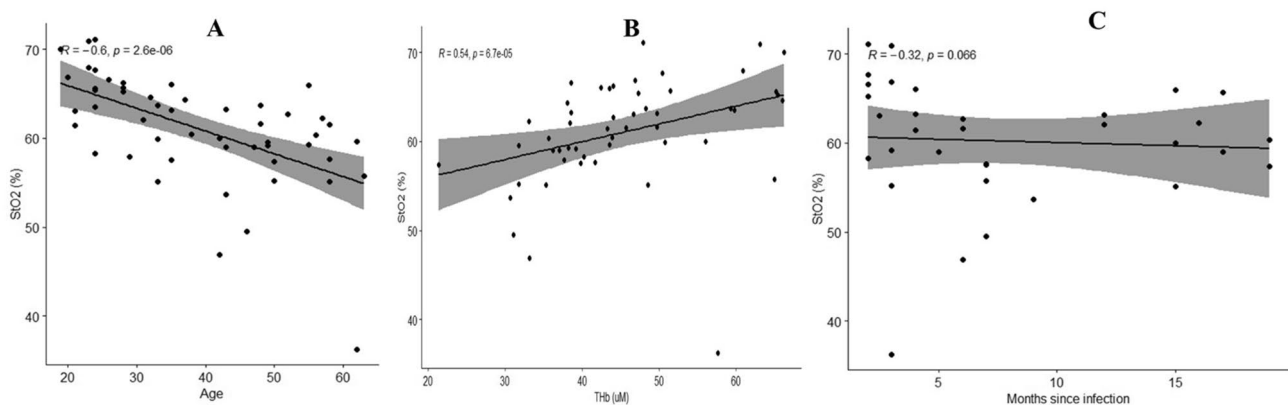 A
R = −0.6, p = 2.6e−06
70
60
50
40
StO2 (%)
20
30
40
50
60
Age
B
R = 0.54, p = 6.7e-05
70
60
50
40
StO2 (%)
20
30
40
50
60
THb (uM)
C
R = −0.32, p = 0.066
70
60
50
40
StO2 (%)
5
10
15
Months since infection